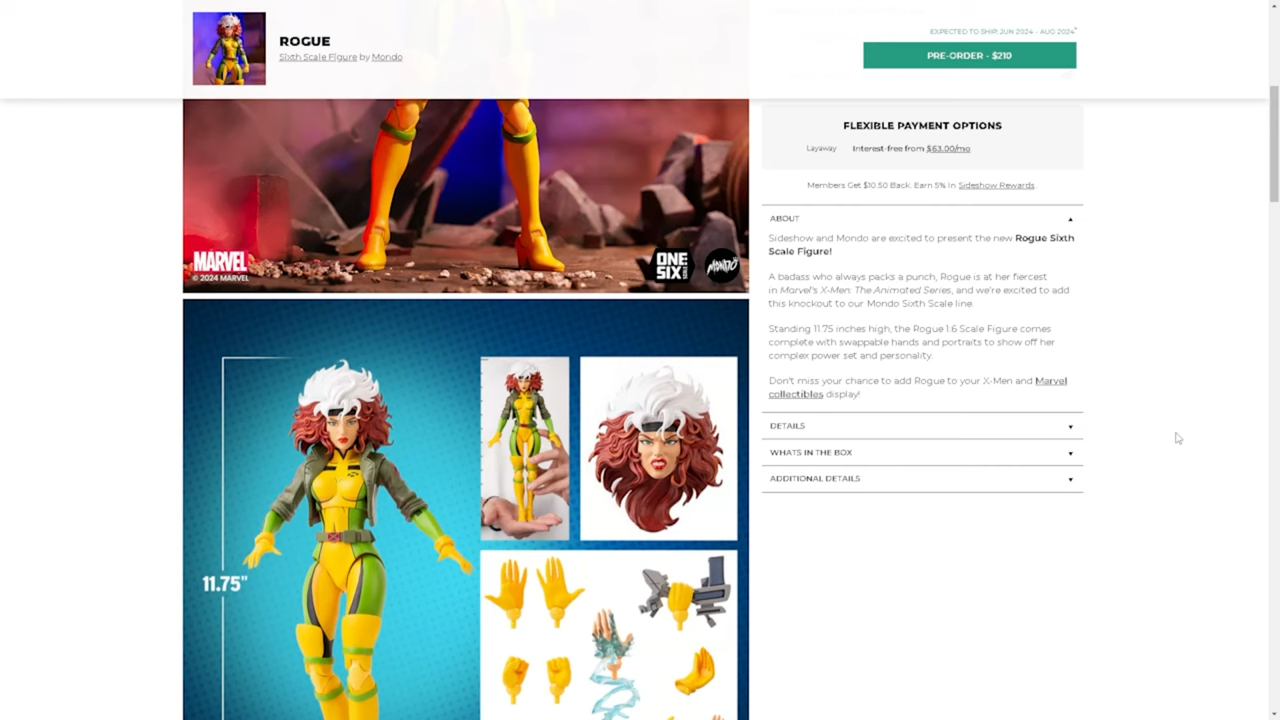 ROGUE
Sixth Scale Figure by Mondo
EXPECTED TO SHIP: JUN 2024 - AUG 2024*
PRE-ORDER - $210
MARVEL
© 2024 MARVEL
ONE
SIX
MONDO
FLEXIBLE PAYMENT OPTIONS
Layaway Interest-free from $63.00/mo
Members Get $10.50 Back. Earn 5% In Sideshow Rewards.
ABOUT
Sideshow and Mondo are excited to present the new Rogue Sixth
Scale Figure!
A badass who always packs a punch, Rogue is at her fiercest
in Marvel's X-Men: The Animated Series, and we're excited to add
this knockout to our Mondo Sixth Scale line.
Standing 11.75 inches high, the Rogue 1:6 Scale Figure comes
complete with swappable hands and portraits to show off her
complex power set and personality.
Don't miss your chance to add Rogue to your X-Men and Marvel
collectibles display!
DETAILS
WHATS IN THE BOX
ADDITIONAL DETAILS
11.75"